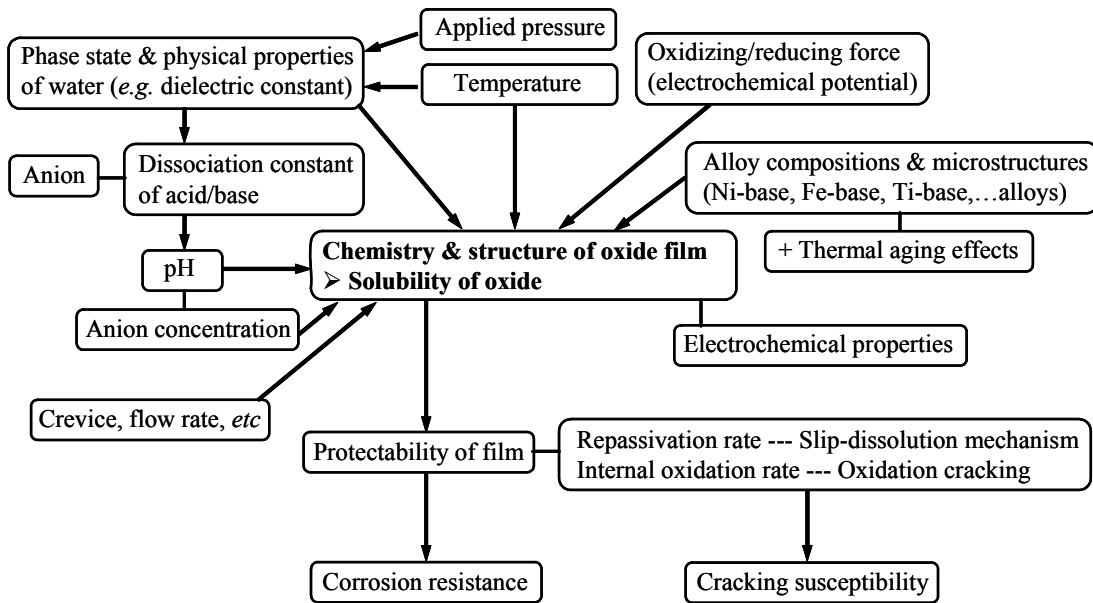 Applied pressure
Phase state & physical properties
of water (e.g. dielectric constant)
Temperature
Oxidizing/reducing force
(electrochemical potential)
Anion
Dissociation constant
of acid/base
Alloy compositions & microstructures
(Ni-base, Fe-base, Ti-base,…alloys)
+ Thermal aging effects
pH
Chemistry & structure of oxide film
➢ Solubility of oxide
Anion concentration
Electrochemical properties
Crevice, flow rate, etc
Protectability of film
Repassivation rate --- Slip-dissolution mechanism
Internal oxidation rate --- Oxidation cracking
Corrosion resistance
Cracking susceptibility